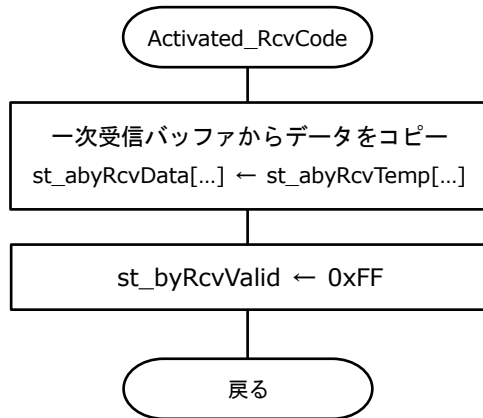 Activated_RcvCode
一次受信バッファからデータをコピー
st_abyRcvData[…] ← st_abyRcvTemp[…]
st_byRcvValid ← 0xFF
戻る